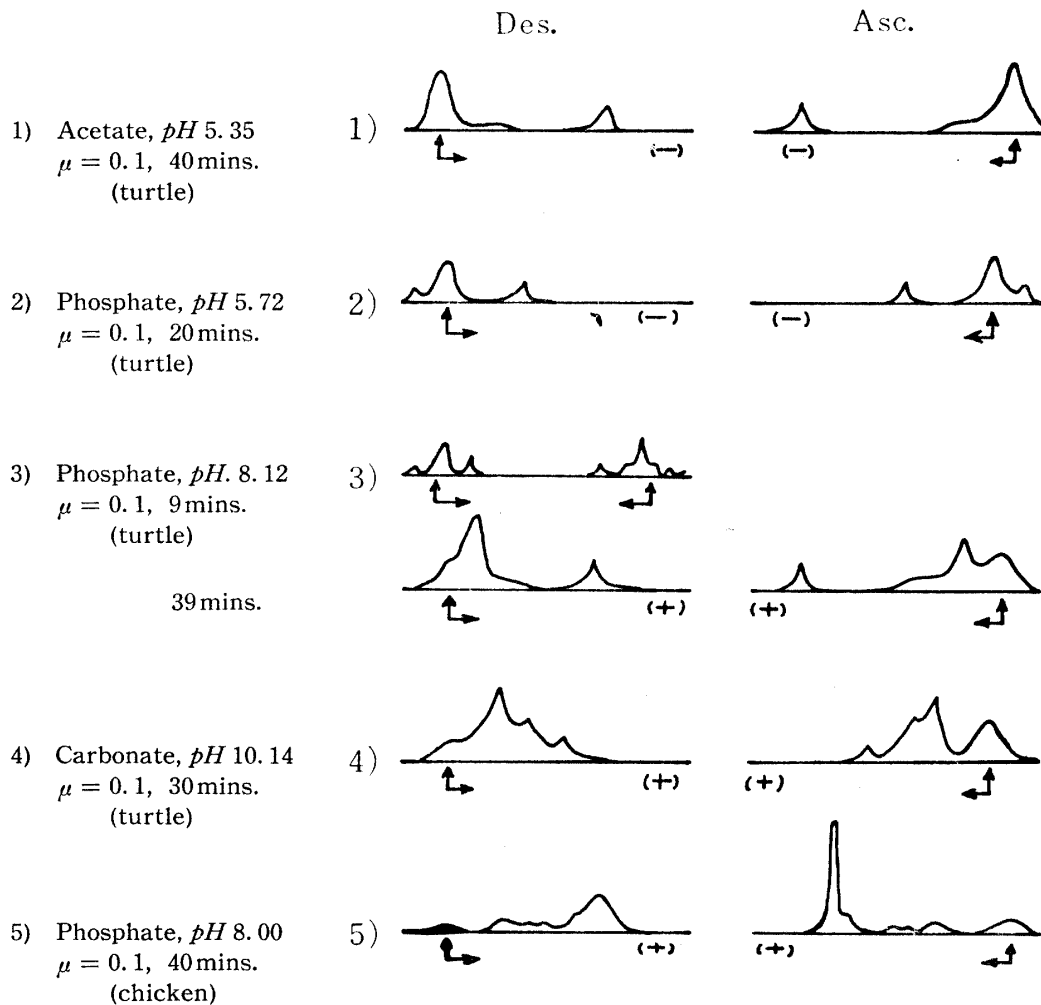 Des. Asc.
1) Acetate, pH 5.35
μ = 0.1, 40 mins.
(turtle)
1)
(—)
(—)
2) Phosphate, pH 5.72
μ = 0.1, 20 mins.
(turtle)
2)
(—)
(—)
3) Phosphate, pH. 8.12
μ = 0.1, 9 mins.
(turtle)
3)
39 mins.
(+)
(+)
4) Carbonate, pH 10.14
μ = 0.1, 30 mins.
(turtle)
4)
(+)
(+)
5) Phosphate, pH 8.00
μ = 0.1, 40 mins.
(chicken)
5)
(+)
(+)